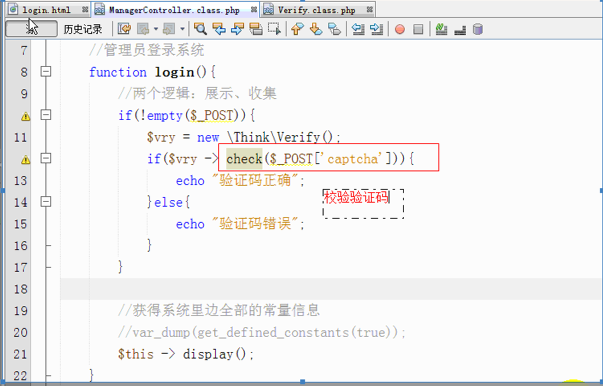 login.html ManagerController.class.php Verify.class.php
历史记录
7 //管理员登录系统
8 function login(){
9 //两个逻辑：展示、收集
if(!empty($_POST)){
11 $vry = new \Think\Verify();
if($vry -> check($_POST['captcha'])){
13 echo "验证码正确";
14 }else{
校验验证码
15 echo "验证码错误";
16 }
17 }
18
19 //获得系统里边全部的常量信息
20 //var_dump(get_defined_constants(true));
21 $this -> display();
22 }